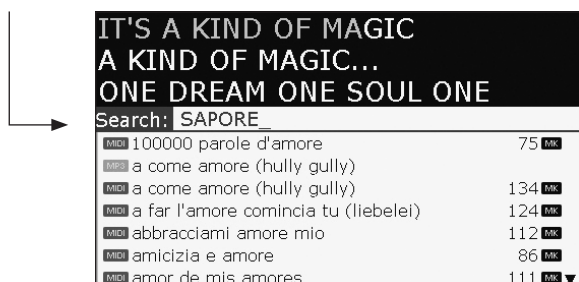 IT'S A KIND OF MAGIC
A KIND OF MAGIC...
ONE DREAM ONE SOUL ONE
Search: SAPORE_
MIDI 100000 parole d'amore 75 MK
MP3 a come amore (hully gully)
MIDI a come amore (hully gully) 134 MK
MIDI a far l'amore comincia tu (liebelei) 124 MK
MIDI abbracciami amore mio 112 MK
MIDI amicizia e amore 86 MK
MIDI amor de mis amores 111 MK